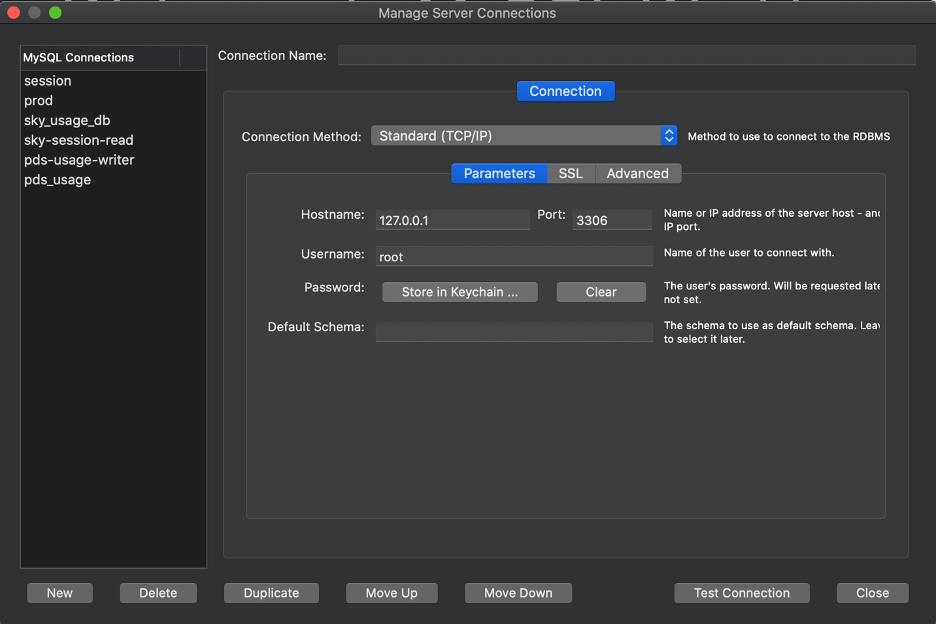 Manage Server Connections
MySQL Connections
session
prod
sky_usage_db
sky-session-read
pds-usage-writer
pds_usage
Connection Name:
Connection
Connection Method: Standard (TCP/IP) Method to use to connect to the RDBMS
Parameters SSL Advanced
Hostname: 127.0.0.1 Port: 3306 Name or IP address of the server host - and
IP port.
Username: root Name of the user to connect with.
Password: Store in Keychain ... Clear The user's password. Will be requested late
not set.
Default Schema: The schema to use as default schema. Leav
to select it later.
New Delete Duplicate Move Up Move Down Test Connection Close